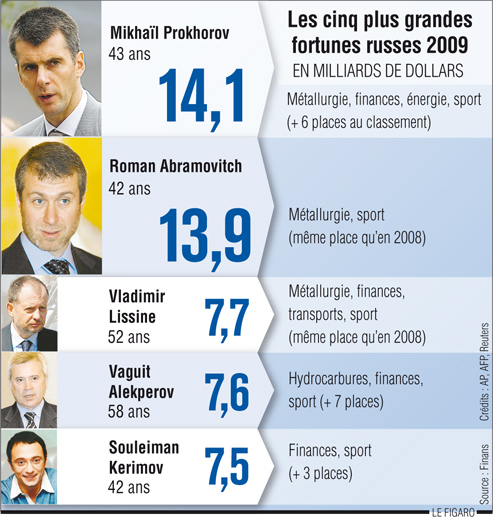 Les cinq plus grandes
fortunes russes 2009
EN MILLIARDS DE DOLLARS
Mikhaïl Prokhorov
43 ans
14,1
Métallurgie, finances, énergie, sport
(+ 6 places au classement)
Roman Abramovitch
42 ans
13,9
Métallurgie, sport
(même place qu'en 2008)
Vladimir
Lissine
52 ans
7,7
Métallurgie, finances,
transports, sport
(même place qu'en 2008)
Vaguit
Alekperov
58 ans
7,6
Hydrocarbures, finances,
sport (+ 7 places)
Souleiman
Kerimov
42 ans
7,5
Finances, sport
(+ 3 places)
Source : Finans
Crédits : AP, AFP, Reuters
LE FIGARO